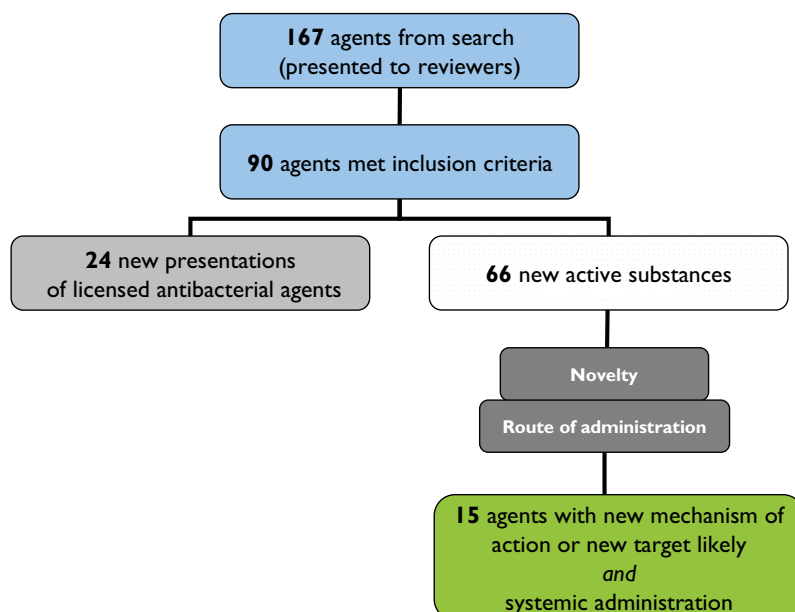 167 agents from search
(presented to reviewers)
90 agents met inclusion criteria
24 new presentations
of licensed antibacterial agents
66 new active substances
Novelty
Route of administration
15 agents with new mechanism of
action or new target likely
and
systemic administration